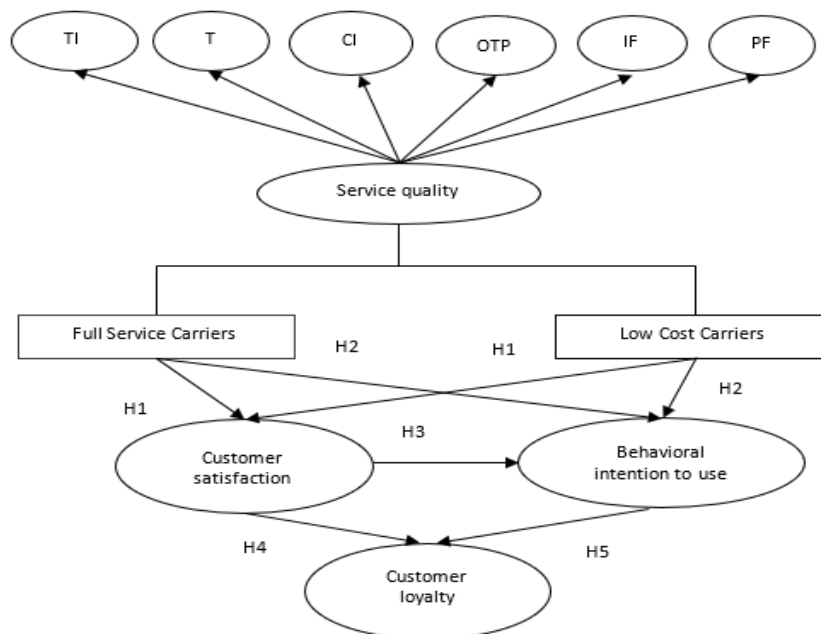 TI
T
CI
OTP
IF
PF
Service quality
Full Service Carriers
Low Cost Carriers
H2
H1
H1
H2
H3
Customer
satisfaction
Behavioral
intention to use
H4
H5
Customer
loyalty